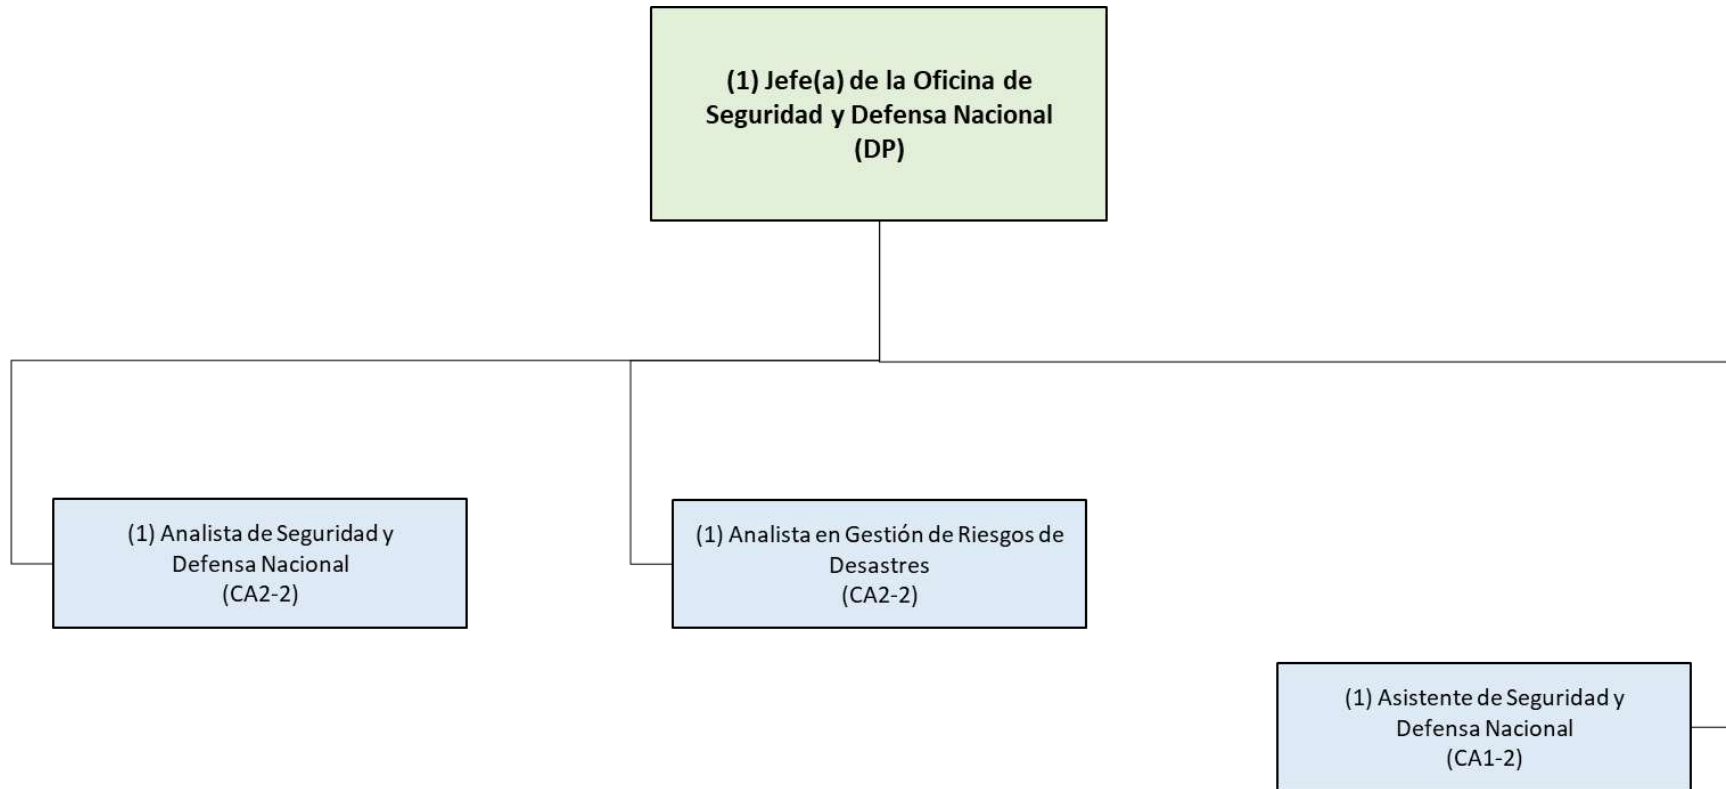 (1) Jefe(a) de la Oficina de
Seguridad y Defensa Nacional
(DP)
(1) Analista de Seguridad y
Defensa Nacional
(CA2-2)
(1) Analista en Gestión de Riesgos de
Desastres
(CA2-2)
(1) Asistente de Seguridad y
Defensa Nacional
(CA1-2)